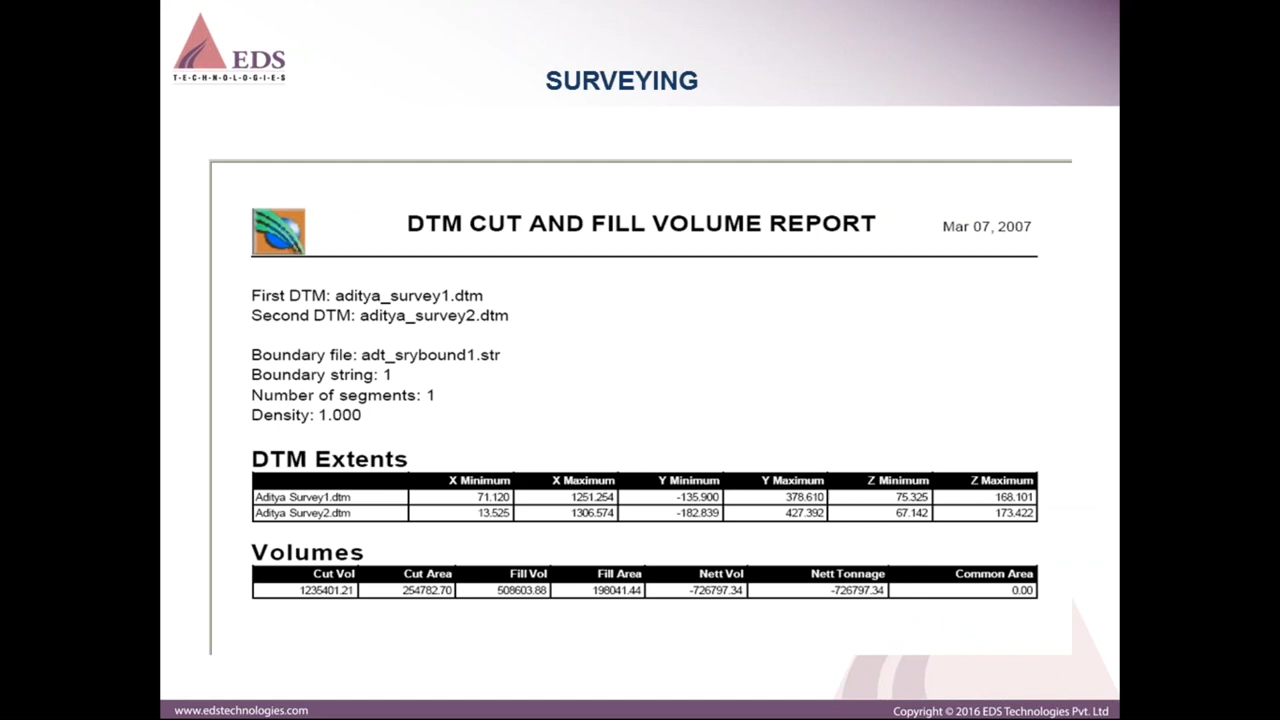 EDS
T·E·C·H·N·O·L·O·G·I·E·S
SURVEYING
DTM CUT AND FILL VOLUME REPORT
Mar 07, 2007
First DTM: aditya_survey1.dtm
Second DTM: aditya_survey2.dtm
Boundary file: adt_srybound1.str
Boundary string: 1
Number of segments: 1
Density: 1.000
DTM Extents
X Minimum X Maximum Y Minimum Y Maximum Z Minimum Z Maximum
Aditya Survey1.dtm 71.120 1251.254 -135.900 378.610 75.325 168.101
Aditya Survey2.dtm 13.525 1306.574 -182.839 427.392 67.142 173.422
Volumes
Cut Vol Cut Area Fill Vol Fill Area Nett Vol Nett Tonnage Common Area
1235401.21 254782.70 508603.88 198041.44 -726797.34 -726797.34 0.00
www.edstechnologies.com
Copyright © 2016 EDS Technologies Pvt. Ltd